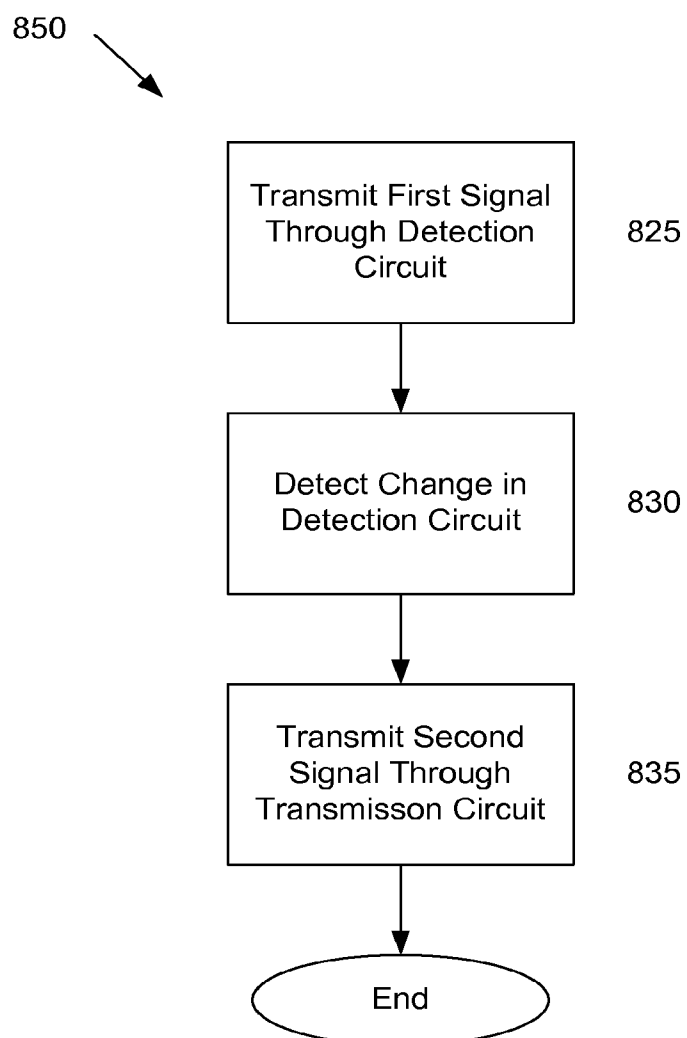 850
Transmit First Signal
Through Detection
Circuit
825
Detect Change in
Detection Circuit
830
Transmit Second
Signal Through
Transmisson Circuit
835
End